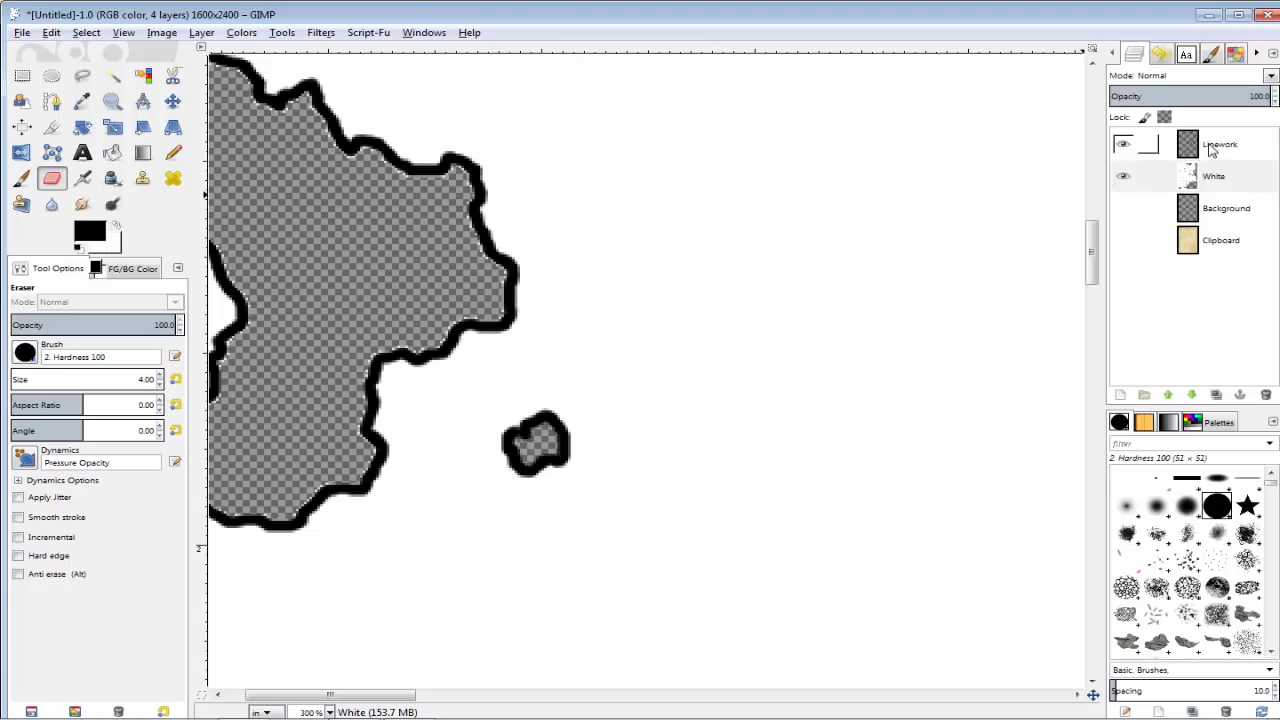 *[Untitled]-1.0 (RGB color, 4 layers) 1600x2400 – GIMP
File Edit Select View Image Layer Colors Tools Filters Script-Fu Windows Help
Mode: Normal
Opacity 100.0
Lock:
Linework
White
Background
Clipboard
Tool Options FG/BG Color
Eraser
Mode: Normal
Opacity 100.0
Brush
2. Hardness 100
Size 4.00
Aspect Ratio 0.00
Angle 0.00
Dynamics
Pressure Opacity
Dynamics Options
Apply Jitter
Smooth stroke
Incremental
Hard edge
Anti erase (Alt)
2
Palettes
filter
2. Hardness 100 (51 × 51)
Basic, Brushes,
Spacing 10.0
in 300 % White (153.7 MB)